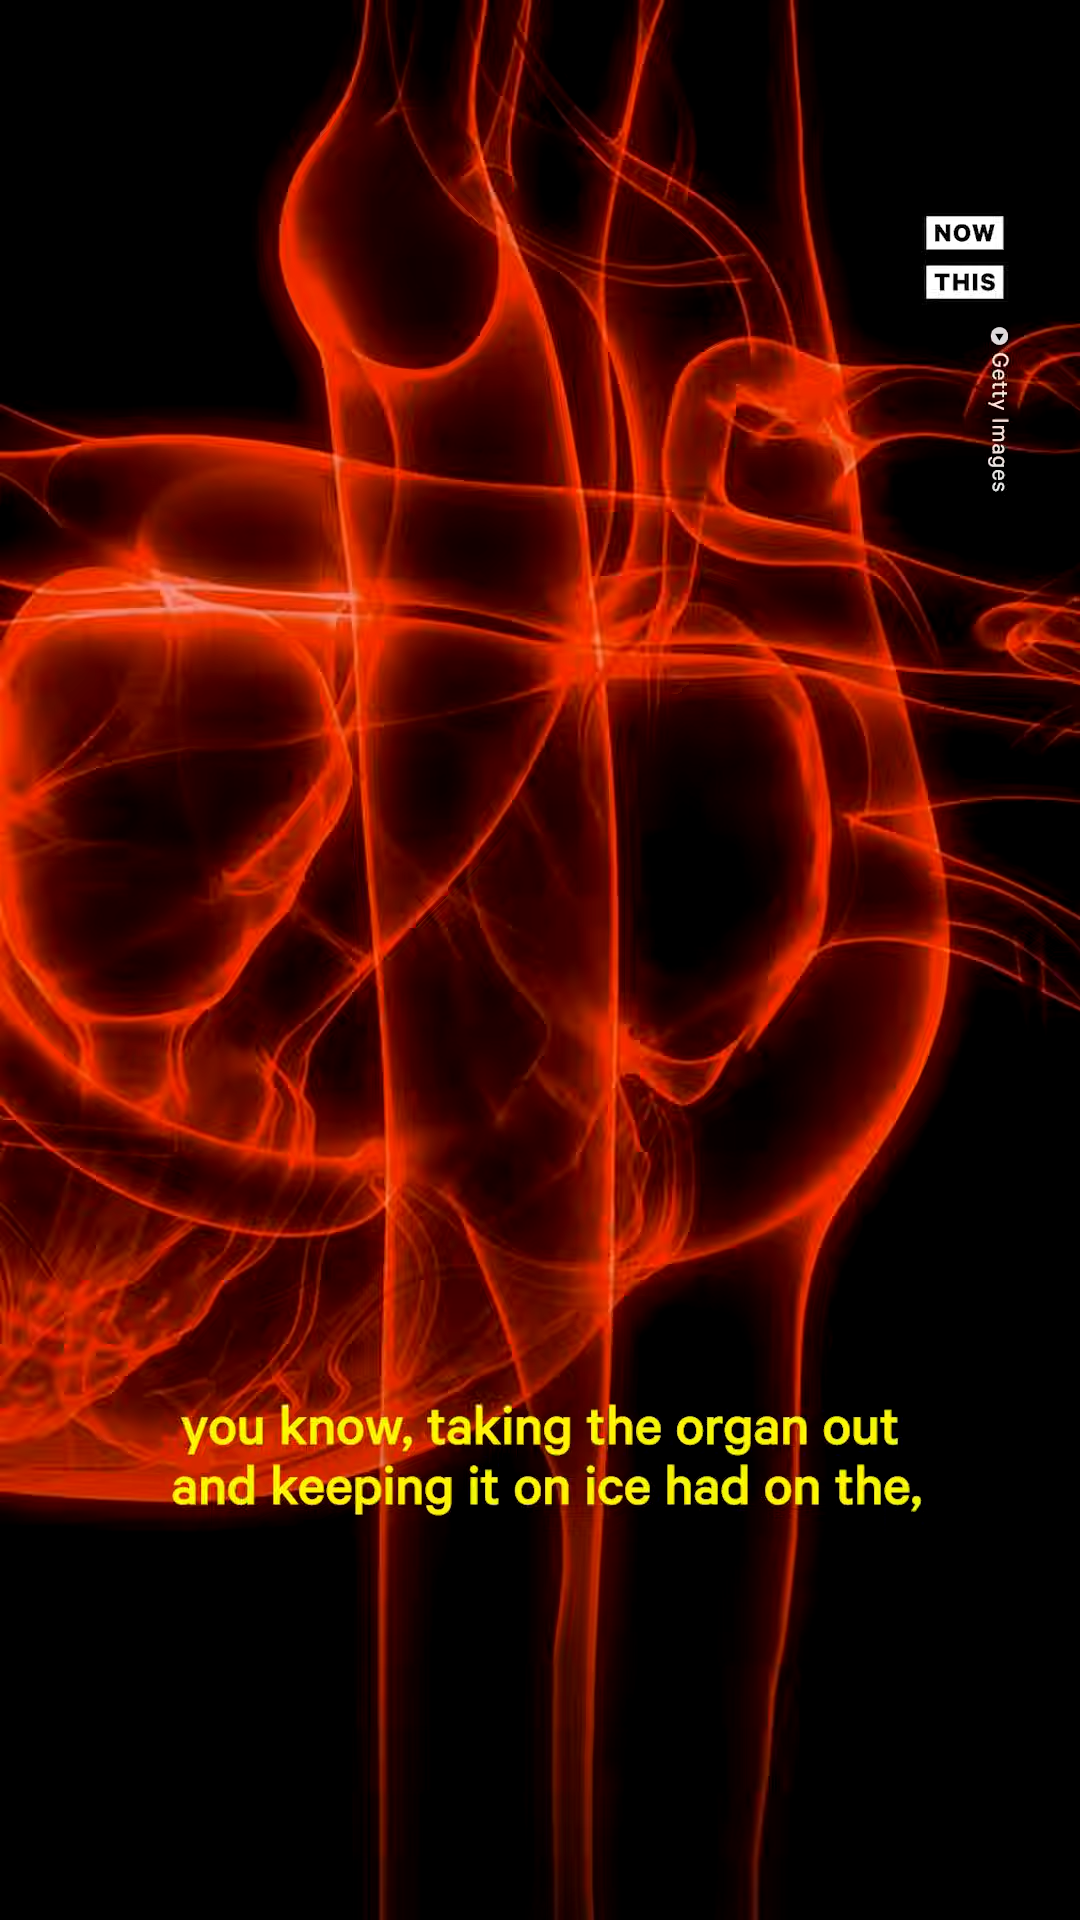 NOW
THIS
Getty Images
you know, taking the organ out
and keeping it on ice had on the,